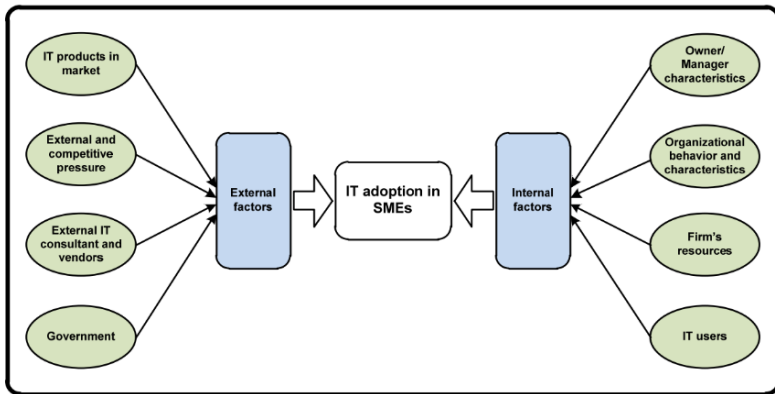 IT products in
market
External and
competitive
pressure
External IT
consultant and
vendors
Government
External
factors
IT adoption in
SMEs
Internal
factors
Owner/
Manager
characteristics
Organizational
behavior and
characteristics
Firm's
resources
IT users